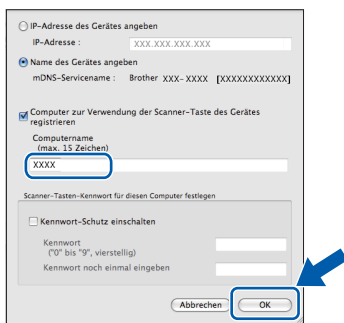 IP-Adresse des Gerätes angeben
IP-Adresse : XXX.XXX.XXX.XXX
Name des Gerätes angeben
mDNS-Servicename : Brother XXX-XXXX [XXXXXXXXXXXX]
Computer zur Verwendung der Scanner-Taste des Gerätes
registrieren
Computername
(max. 15 Zeichen)
XXXX
Scanner-Tasten-Kennwort für diesen Computer festlegen
Kennwort-Schutz einschalten
Kennwort
("0" bis "9", vierstellig)
Kennwort noch einmal eingeben
Abbrechen OK